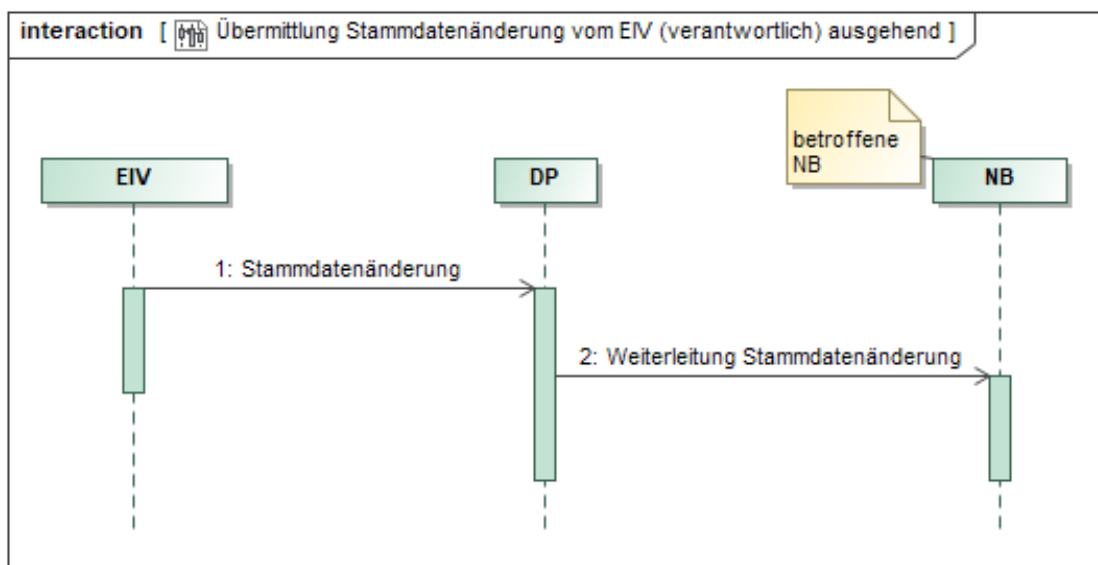 interaction [ Übermittlung Stammdatenänderung vom EIV (verantwortlich) ausgehend ]
betroffene
NB
EIV
DP
NB
1: Stammdatenänderung
2: Weiterleitung Stammdatenänderung